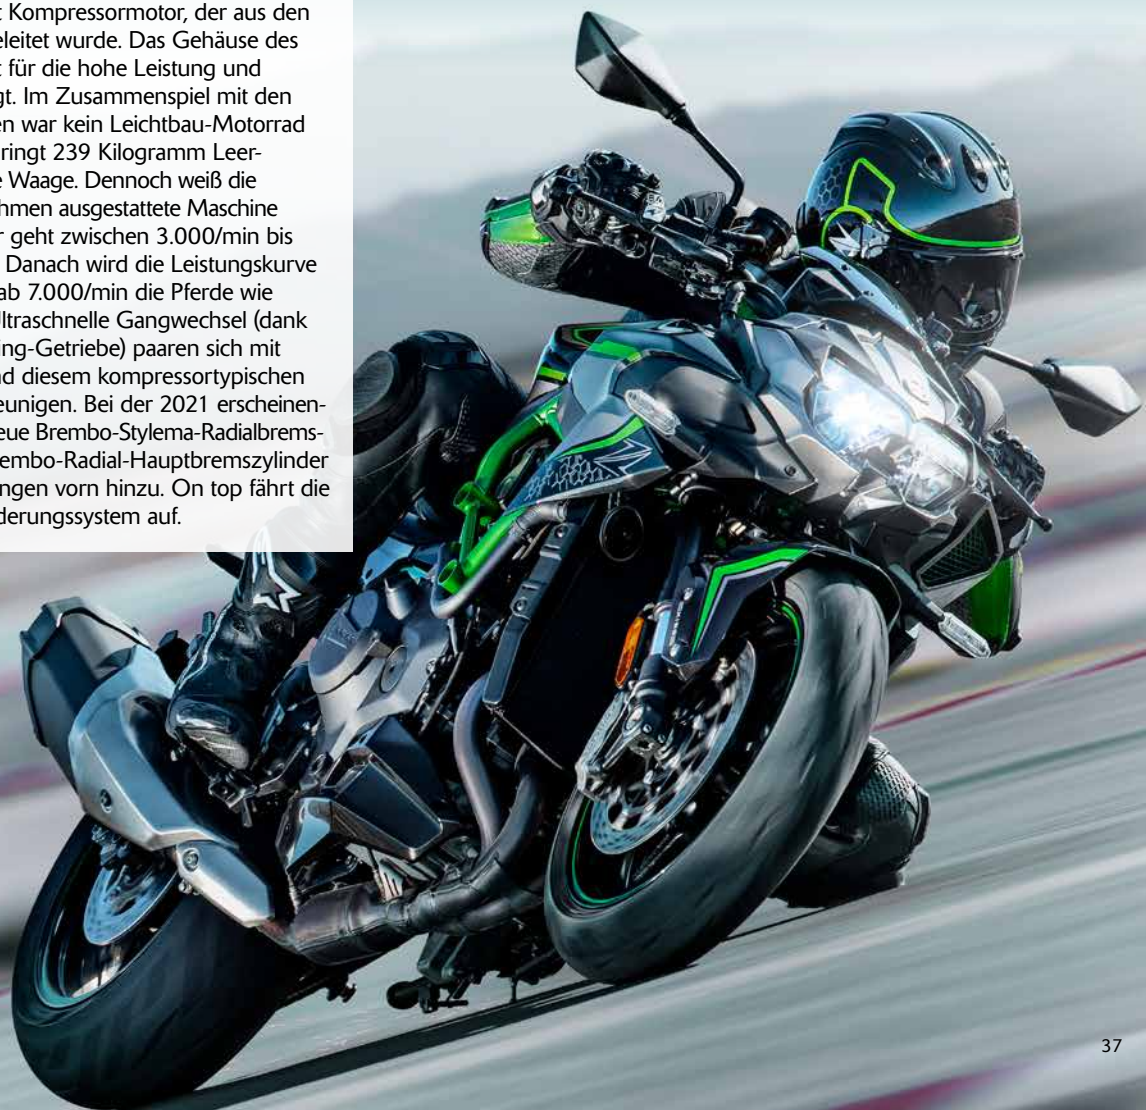 t Kompressormotor, der aus den
eleitet wurde. Das Gehäuse des
t für die hohe Leistung und
gt. Im Zusammenspiel mit den
en war kein Leichtbau-Motorrad
ringt 239 Kilogramm Leer-
e Waage. Dennoch weiß die
hmen ausgestattete Maschine
r geht zwischen 3.000/min bis
Danach wird die Leistungskurve
ab 7.000/min die Pferde wie
ltraschnelle Gangwechsel (dank
ing-Getriebe) paaren sich mit
nd diesem kompressortypischen
eunigen. Bei der 2021 erscheinen-
eue Brembo-Stylema-Radialbrems-
embo-Radial-Hauptbremszylinder
ngen vorn hinzu. On top fährt die
derungssystem auf.
37